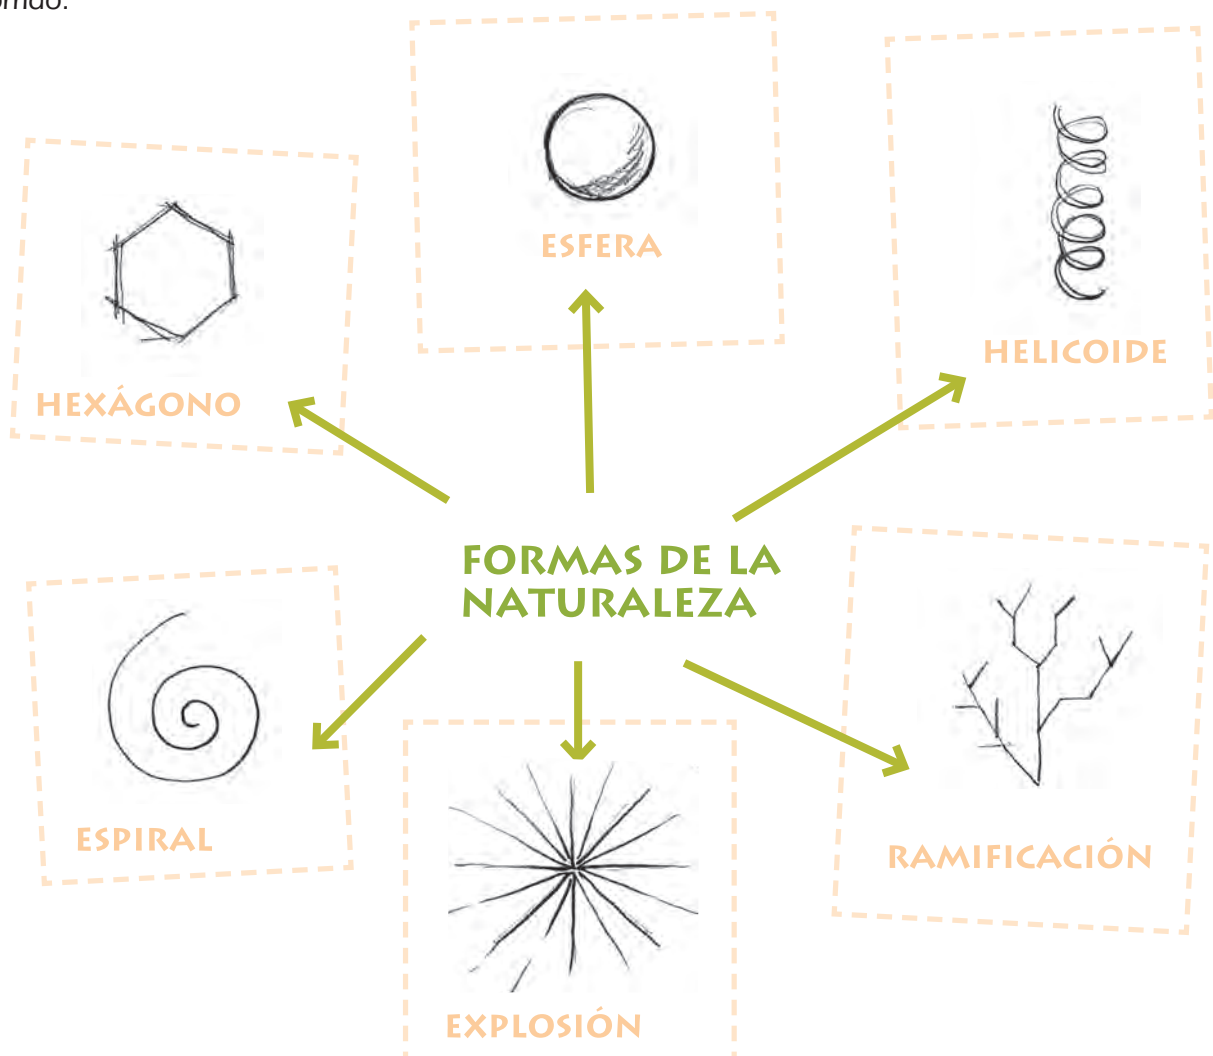 ESFERA
HELICOIDE
HEXÁGONO
FORMAS DE LA
NATURALEZA
ESPIRAL
RAMIFICACIÓN
EXPLOSIÓN